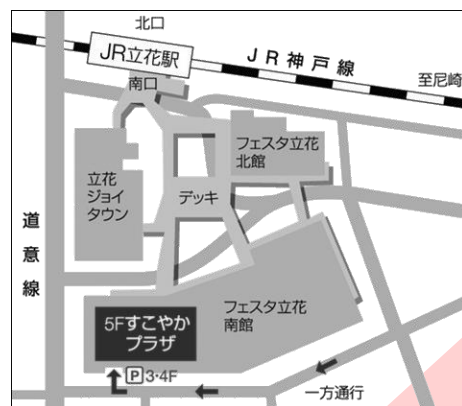 北口
JR立花駅
JR神戸線
至尼崎
南口
フェスタ立花
北館
立花
ジョイ
タウン
デッキ
道意線
フェスタ立花
南館
5Fすこやか
プラザ
P3・4F
一方通行